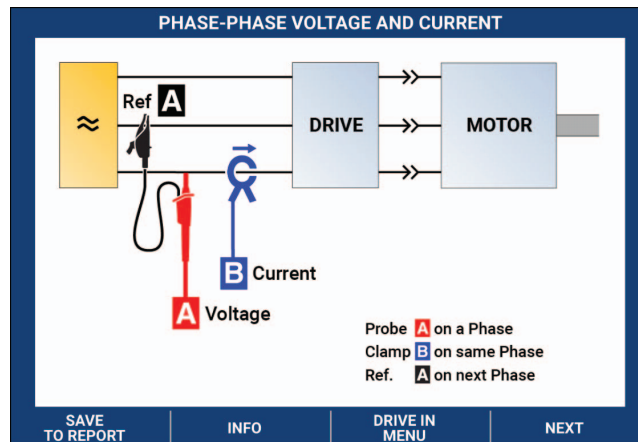 PHASE-PHASE VOLTAGE AND CURRENT
Ref A
≈
DRIVE
MOTOR
B Current
A Voltage
Probe A on a Phase
Clamp B on same Phase
Ref. A on next Phase
SAVE
TO REPORT
INFO
DRIVE IN
MENU
NEXT